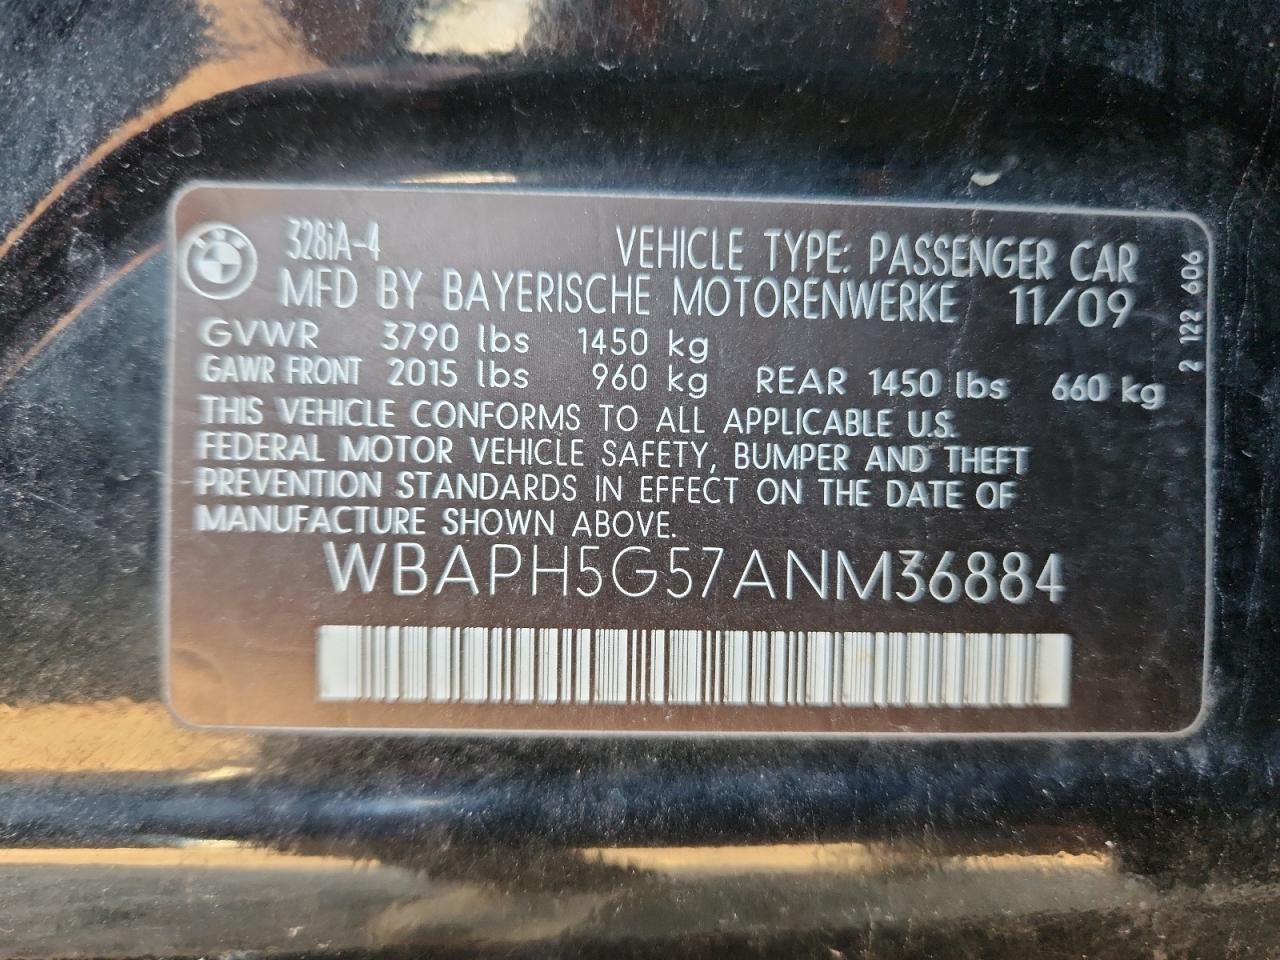 328iA-4
VEHICLE TYPE: PASSENGER CAR
MFD BY BAYERISCHE MOTORENWERKE 11/09
GVWR 3790 lbs 1450 kg
GAWR FRONT 2015 lbs 960 kg REAR 1450 lbs 660 kg
THIS VEHICLE CONFORMS TO ALL APPLICABLE U.S.
FEDERAL MOTOR VEHICLE SAFETY, BUMPER AND THEFT
PREVENTION STANDARDS IN EFFECT ON THE DATE OF
MANUFACTURE SHOWN ABOVE.
WBAPH5G57ANM36884
2 122 606